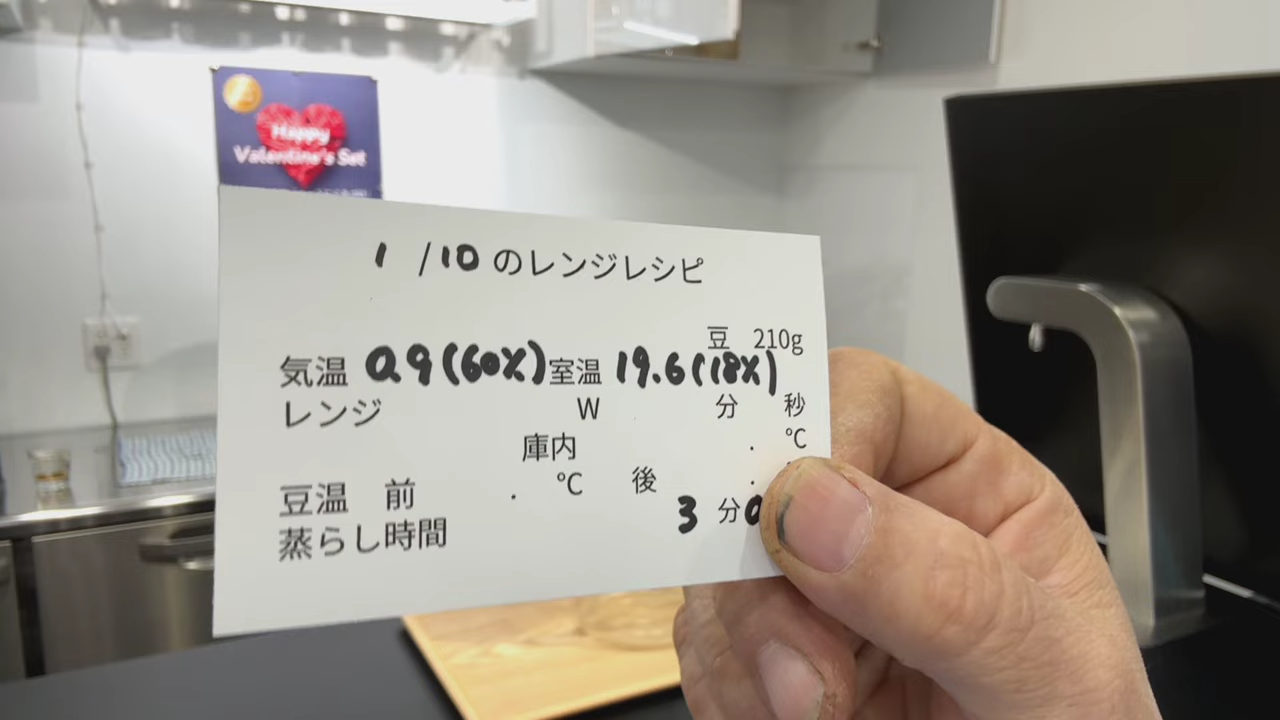 Happy
Valentine's Set
1 /10 のレンジレシピ
豆 210g
気温 0.9(60%) 室温 19.6(18%)
レンジ W 分 秒
庫内 . ℃
豆温 前 . ℃ 後 .
蒸らし時間 3 分 0